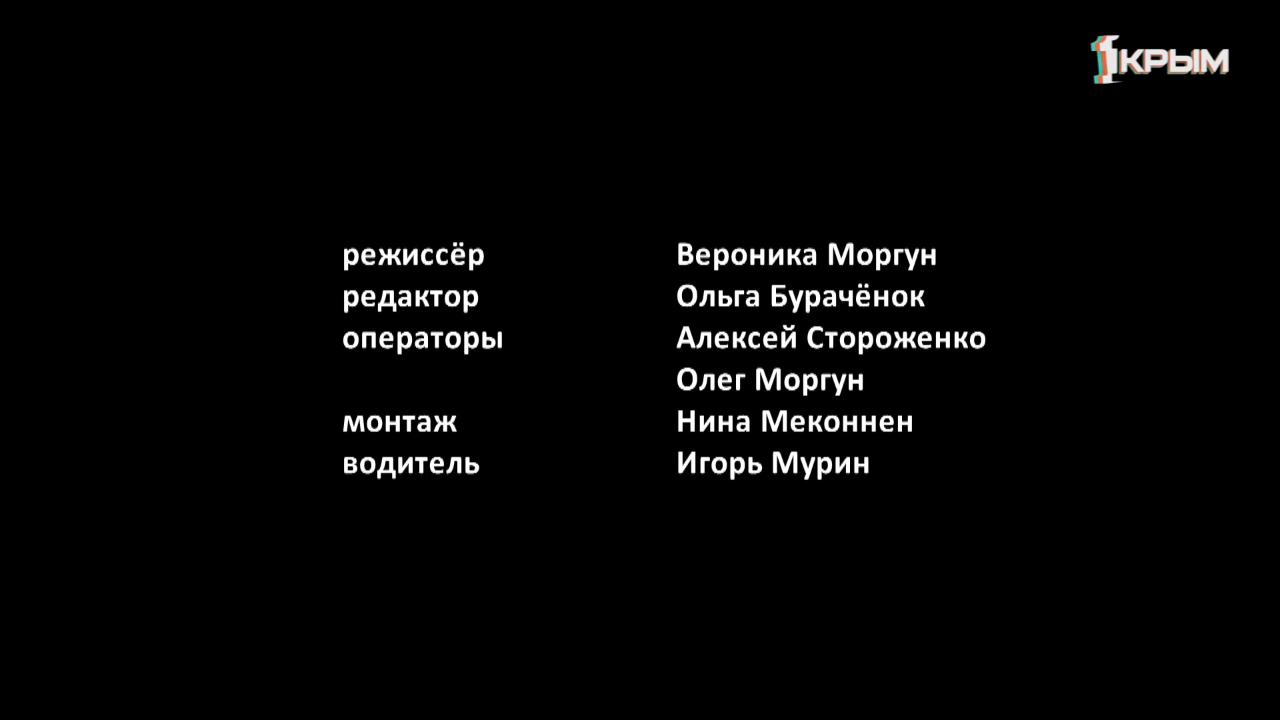 1КРЫМ
режиссёр Вероника Моргун
редактор Ольга Бурачёнок
операторы Алексей Стороженко
Олег Моргун
монтаж Нина Меконнен
водитель Игорь Мурин